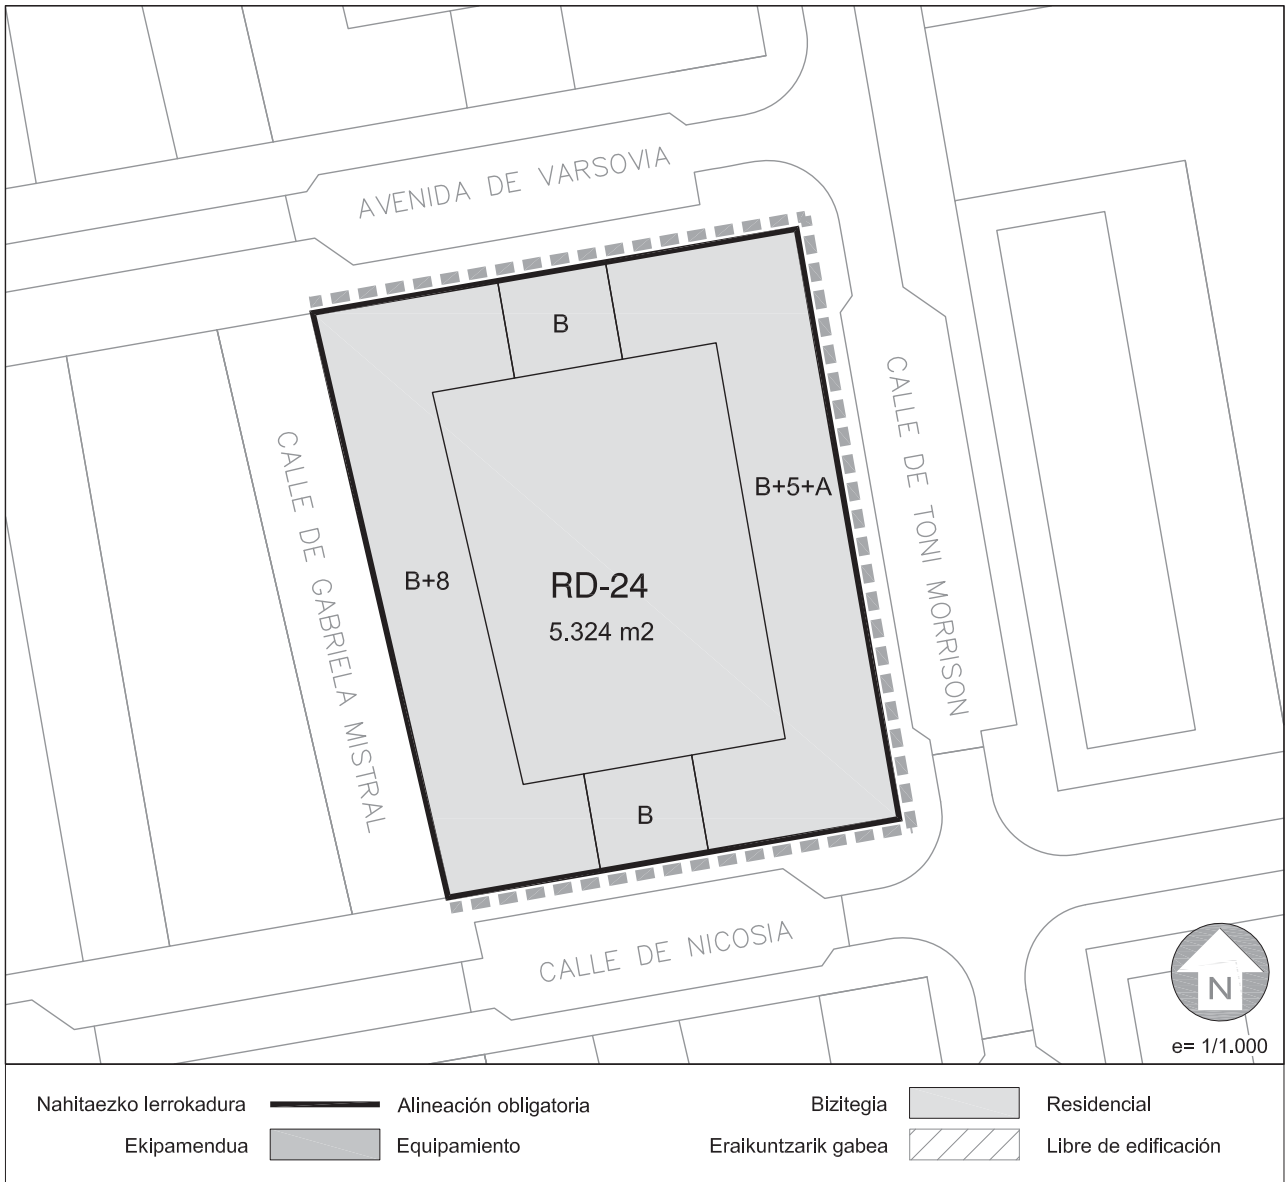 AVENIDA DE VARSOVIA
B
CALLE DE TONI MORRISON
CALLE DE GABRIELA MISTRAL
B+5+A
B+8
RD-24
5.324 m2
B
CALLE DE NICOSIA
N
e= 1/1.000
Nahitaezko lerrokadura Alineación obligatoria Bizitegia Residencial
Ekipamendua Equipamiento Eraikuntzarik gabea Libre de edificación